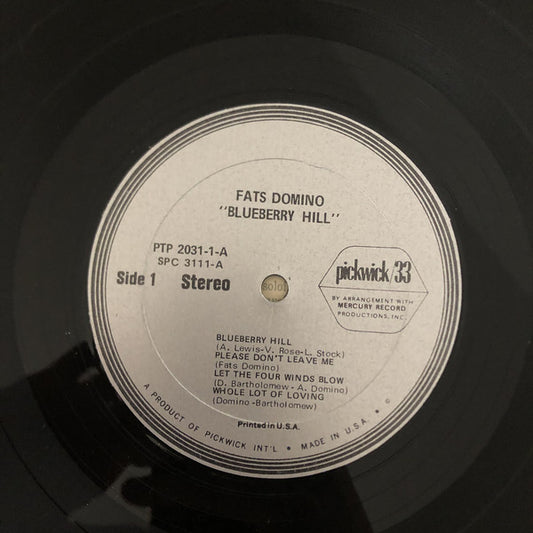 FATS DOMINO
"BLUEBERRY HILL"
PTP 2031-1-A
SPC 3111-A
Side 1 Stereo
pickwick/33
BY ARRANGEMENT WITH
MERCURY RECORD
PRODUCTIONS, INC.
solo!
BLUEBERRY HILL
(A. Lewis-V. Rose-L. Stock)
PLEASE DON'T LEAVE ME
(Fats Domino)
LET THE FOUR WINDS BLOW
(D. Bartholomew - A. Domino)
WHOLE LOT OF LOVING
(Domino-Bartholomew)
Printed in U.S.A.
A PRODUCT OF PICKWICK INT'L • MADE IN U.S.A. • ©